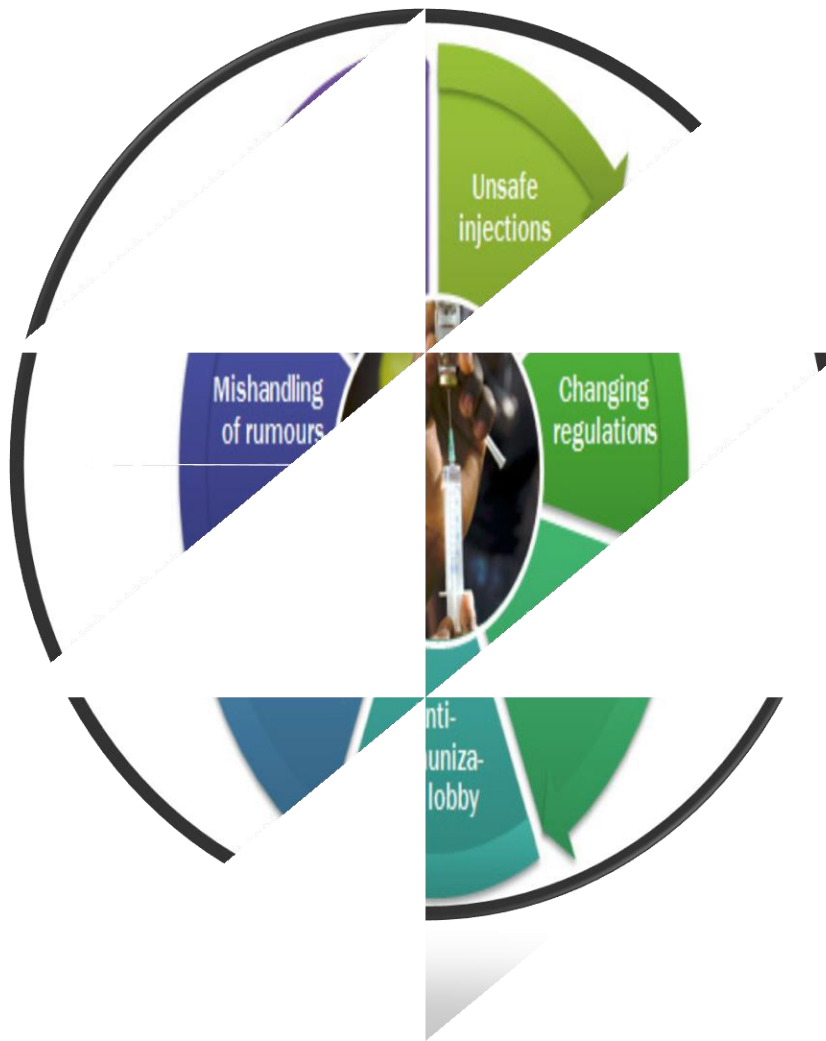 Unsafe
injections
Mishandling
of rumours
Changing
regulations
nti-
uniza-
lobby